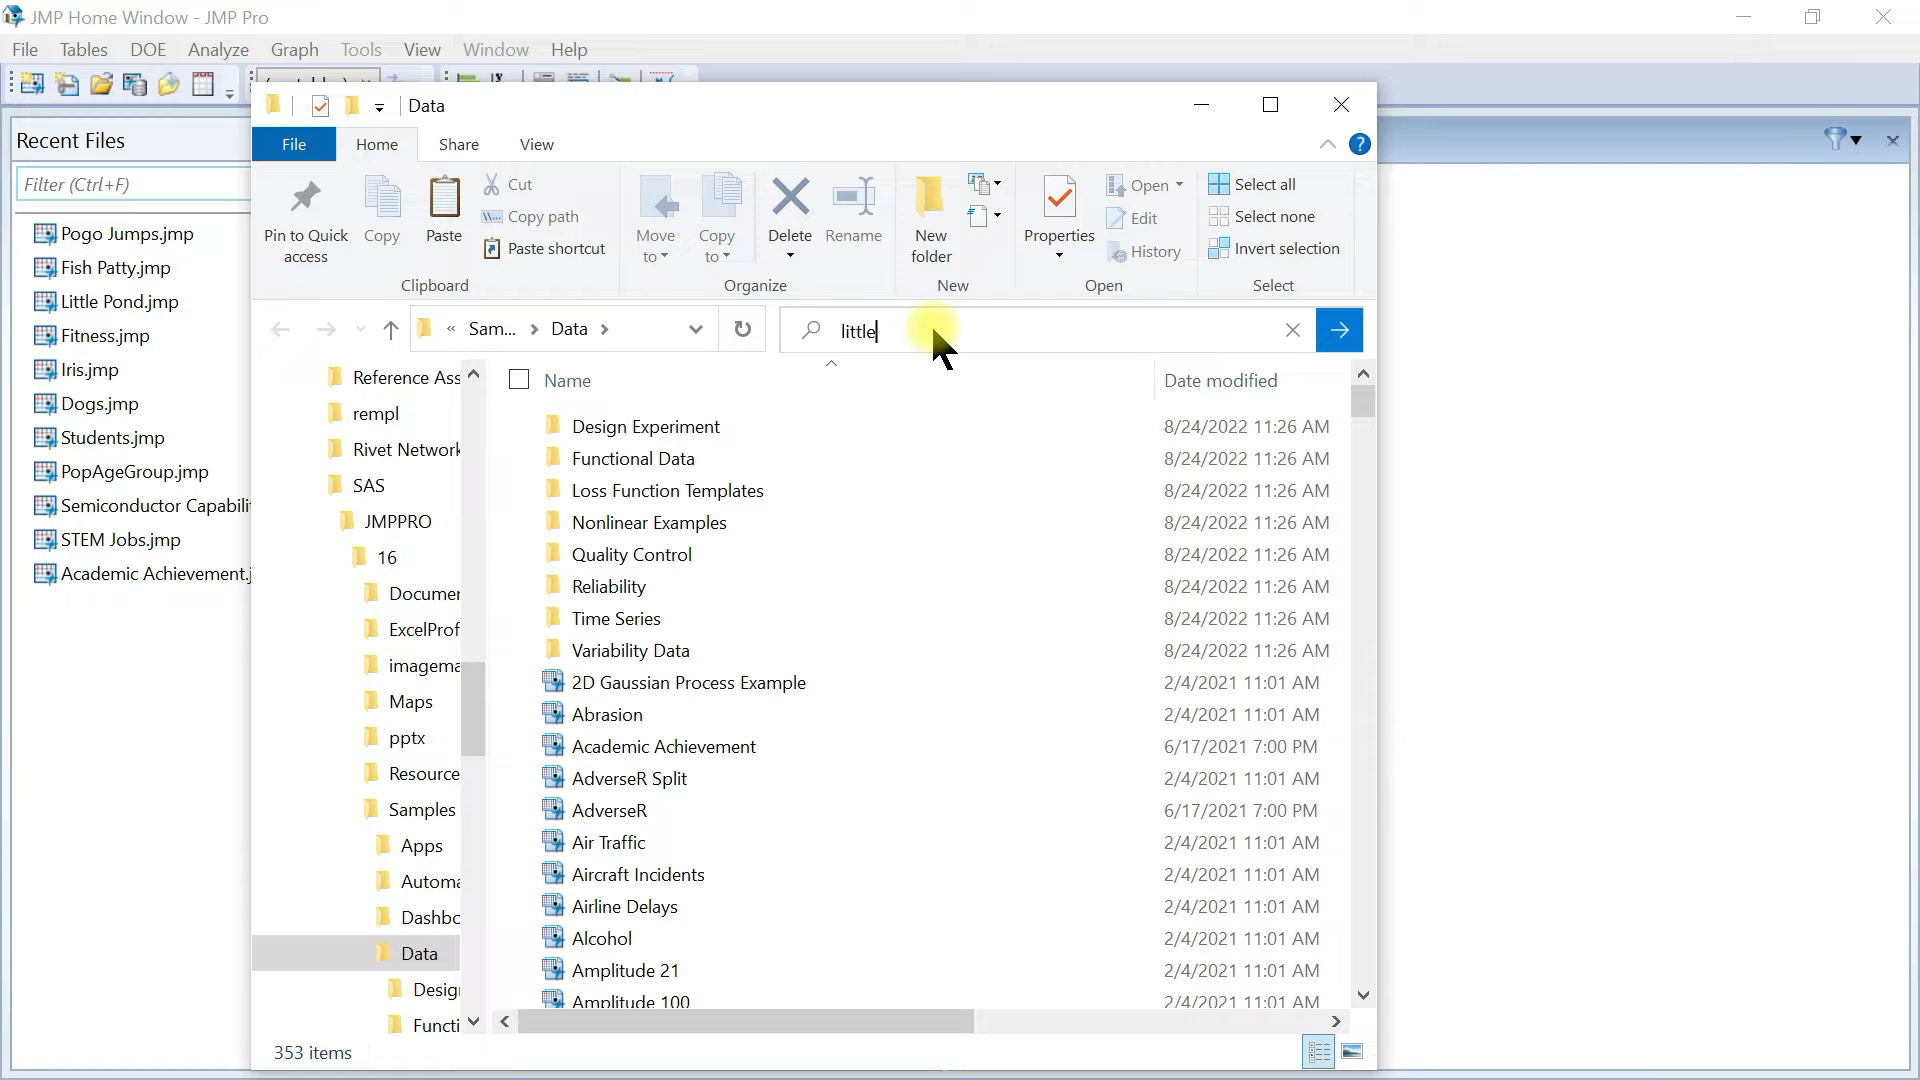 JMP Home Window - JMP Pro
File Tables DOE Analyze Graph Tools View Window Help
Recent Files
Filter (Ctrl+F)
Pogo Jumps.jmp
Fish Patty.jmp
Little Pond.jmp
Fitness.jmp
Iris.jmp
Dogs.jmp
Students.jmp
PopAgeGroup.jmp
Semiconductor Capabili
STEM Jobs.jmp
Academic Achievement.j
Data
File Home Share View
Pin to Quick access
Copy
Paste
Cut
Copy path
Paste shortcut
Clipboard
Move to
Copy to
Delete
Rename
Organize
New folder
New
Properties
Open
Edit
History
Open
Select all
Select none
Invert selection
Select
« Sam... > Data >
little
Reference Ass
rempl
Rivet Network
SAS
JMPPRO
16
Documer
ExcelProf
imagema
Maps
pptx
Resource
Samples
Apps
Automa
Dashbo
Data
Desig
Functi
Name Date modified
Design Experiment 8/24/2022 11:26 AM
Functional Data 8/24/2022 11:26 AM
Loss Function Templates 8/24/2022 11:26 AM
Nonlinear Examples 8/24/2022 11:26 AM
Quality Control 8/24/2022 11:26 AM
Reliability 8/24/2022 11:26 AM
Time Series 8/24/2022 11:26 AM
Variability Data 8/24/2022 11:26 AM
2D Gaussian Process Example 2/4/2021 11:01 AM
Abrasion 2/4/2021 11:01 AM
Academic Achievement 6/17/2021 7:00 PM
AdverseR Split 2/4/2021 11:01 AM
AdverseR 6/17/2021 7:00 PM
Air Traffic 2/4/2021 11:01 AM
Aircraft Incidents 2/4/2021 11:01 AM
Airline Delays 2/4/2021 11:01 AM
Alcohol 2/4/2021 11:01 AM
Amplitude 21 2/4/2021 11:01 AM
Amplitude 100 2/4/2021 11:01 AM
353 items